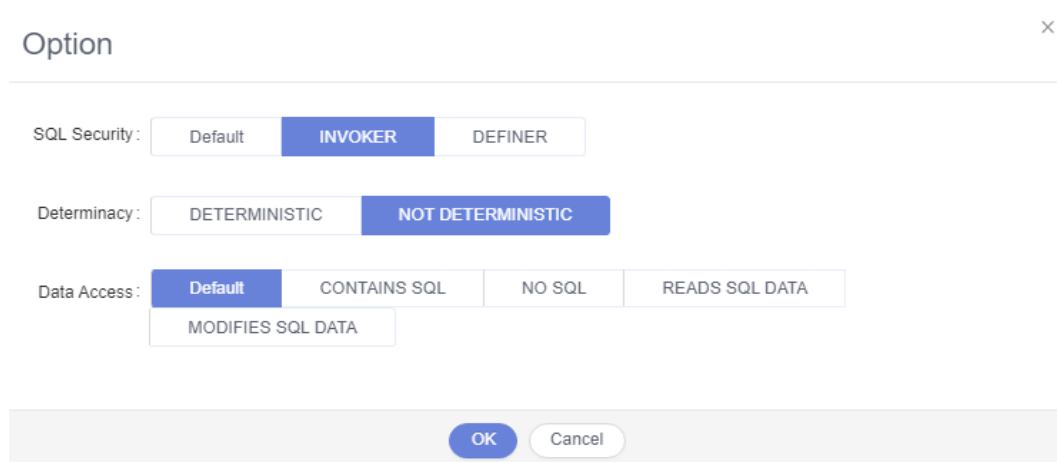 Option
SQL Security: Default INVOKER DEFINER
Determinacy: DETERMINISTIC NOT DETERMINISTIC
Data Access: Default CONTAINS SQL NO SQL READS SQL DATA
MODIFIES SQL DATA
OK Cancel